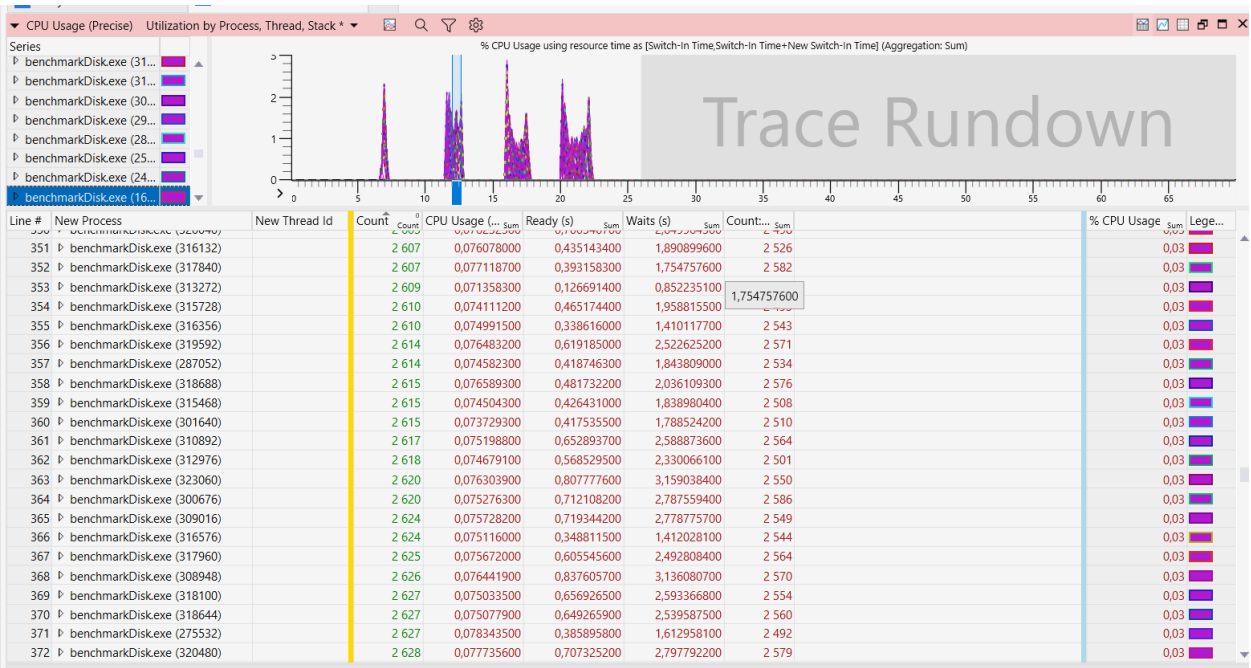 CPU Usage (Precise) Utilization by Process, Thread, Stack *
Series
% CPU Usage using resource time as [Switch-In Time,Switch-In Time+New Switch-In Time] (Aggregation: Sum)
benchmarkDisk.exe (31...
benchmarkDisk.exe (31...
benchmarkDisk.exe (30...
benchmarkDisk.exe (29...
benchmarkDisk.exe (28...
benchmarkDisk.exe (25...
benchmarkDisk.exe (24...
benchmarkDisk.exe (16...
2
1
0
Trace Rundown
0 5 10 15 20 25 30 35 40 45 50 55 60 65
Line # New Process New Thread Id Count Count 0 CPU Usage (... Sum Ready (s) Sum Waits (s) Sum Count:... Sum % CPU Usage Sum Lege...
351 benchmarkDisk.exe (316132) 2 607 0,076078000 0,435143400 1,890899600 2 526 0,03
352 benchmarkDisk.exe (317840) 2 607 0,077118700 0,393158300 1,754757600 2 582 0,03
353 benchmarkDisk.exe (313272) 2 609 0,071358300 0,126691400 0,852235100 0,03
1,754757600
354 benchmarkDisk.exe (315728) 2 610 0,074111200 0,465174400 1,958815500 0,03
355 benchmarkDisk.exe (316356) 2 610 0,074991500 0,338616000 1,410117700 2 543 0,03
356 benchmarkDisk.exe (319592) 2 614 0,076483200 0,619185000 2,522625200 2 571 0,03
357 benchmarkDisk.exe (287052) 2 614 0,074582300 0,418746300 1,843809000 2 534 0,03
358 benchmarkDisk.exe (318688) 2 615 0,076589300 0,481732200 2,036109300 2 576 0,03
359 benchmarkDisk.exe (315468) 2 615 0,074504300 0,426431000 1,838980400 2 508 0,03
360 benchmarkDisk.exe (301640) 2 615 0,073729300 0,417535500 1,788524200 2 510 0,03
361 benchmarkDisk.exe (310892) 2 617 0,075198800 0,652893700 2,588873600 2 564 0,03
362 benchmarkDisk.exe (312976) 2 618 0,074679100 0,568529500 2,330066100 2 501 0,03
363 benchmarkDisk.exe (323060) 2 620 0,076303900 0,807777600 3,159038400 2 550 0,03
364 benchmarkDisk.exe (300676) 2 620 0,075276300 0,712108200 2,787559400 2 586 0,03
365 benchmarkDisk.exe (309016) 2 624 0,075728200 0,719344200 2,778775700 2 549 0,03
366 benchmarkDisk.exe (316576) 2 624 0,075116000 0,348811500 1,412028100 2 544 0,03
367 benchmarkDisk.exe (317960) 2 625 0,075672000 0,605545600 2,492808400 2 564 0,03
368 benchmarkDisk.exe (308948) 2 626 0,076441900 0,837605700 3,136080700 2 570 0,03
369 benchmarkDisk.exe (318100) 2 627 0,075033500 0,656926500 2,593366800 2 554 0,03
370 benchmarkDisk.exe (318644) 2 627 0,075077900 0,649265900 2,539587500 2 560 0,03
371 benchmarkDisk.exe (275532) 2 627 0,078343500 0,385895800 1,612958100 2 492 0,03
372 benchmarkDisk.exe (320480) 2 628 0,077735600 0,707325200 2,797792200 2 579 0,03